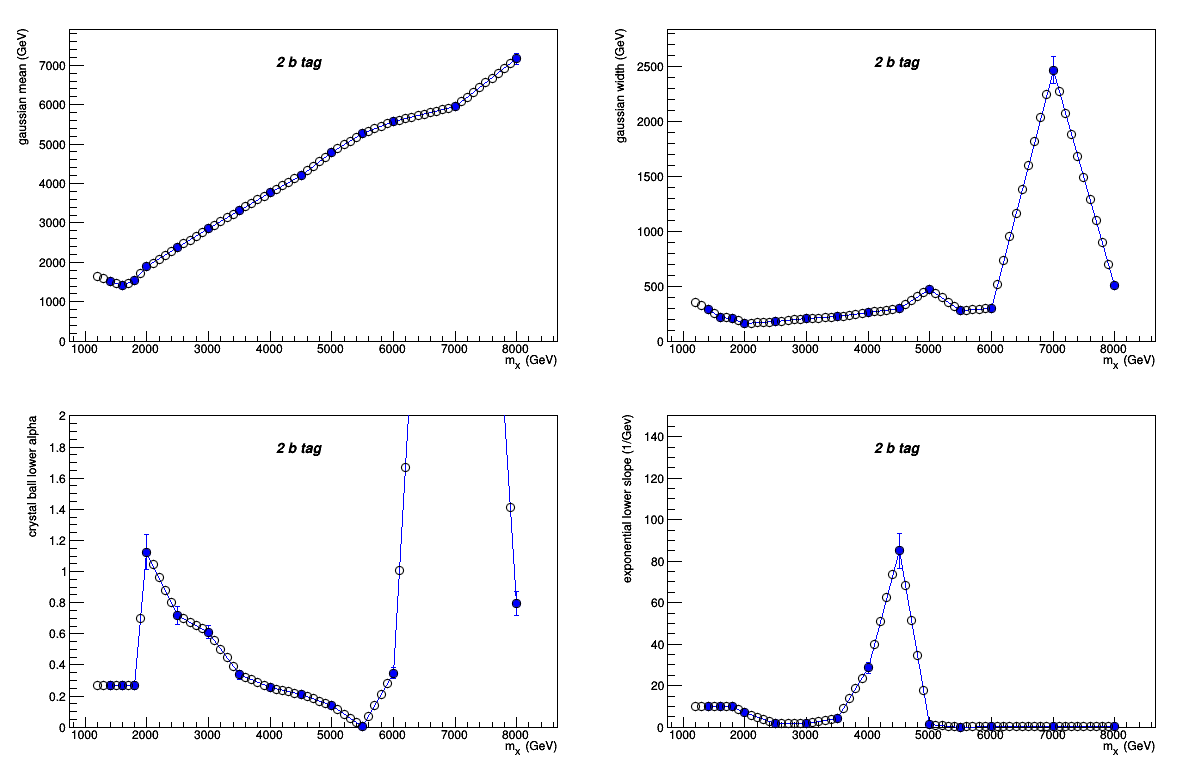 gaussian mean (GeV)
2 b tag
7000
6000
5000
4000
3000
2000
1000
0
1000 2000 3000 4000 5000 6000 7000 8000
m_x (GeV)
gaussian width (GeV)
2 b tag
2500
2000
1500
1000
500
0
1000 2000 3000 4000 5000 6000 7000 8000
m_x (GeV)
crystal ball lower alpha
2 b tag
2
1.8
1.6
1.4
1.2
1
0.8
0.6
0.4
0.2
0
1000 2000 3000 4000 5000 6000 7000 8000
m_x (GeV)
exponential lower slope (1/Gev)
2 b tag
140
120
100
80
60
40
20
0
1000 2000 3000 4000 5000 6000 7000 8000
m_x (GeV)